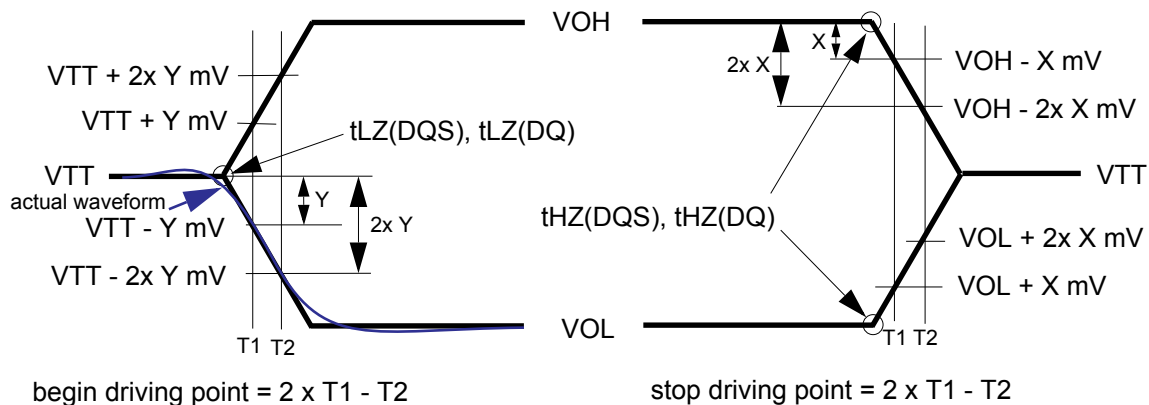 VOH
VTT + 2x Y mV
VTT + Y mV
VTT
actual waveform
VTT - Y mV
VTT - 2x Y mV
tLZ(DQS), tLZ(DQ)
Y
2x Y
VOL
T1 T2
begin driving point = 2 x T1 - T2
X
2x X
VOH - X mV
VOH - 2x X mV
VTT
tHZ(DQS), tHZ(DQ)
VOL + 2x X mV
VOL + X mV
T1 T2
stop driving point = 2 x T1 - T2